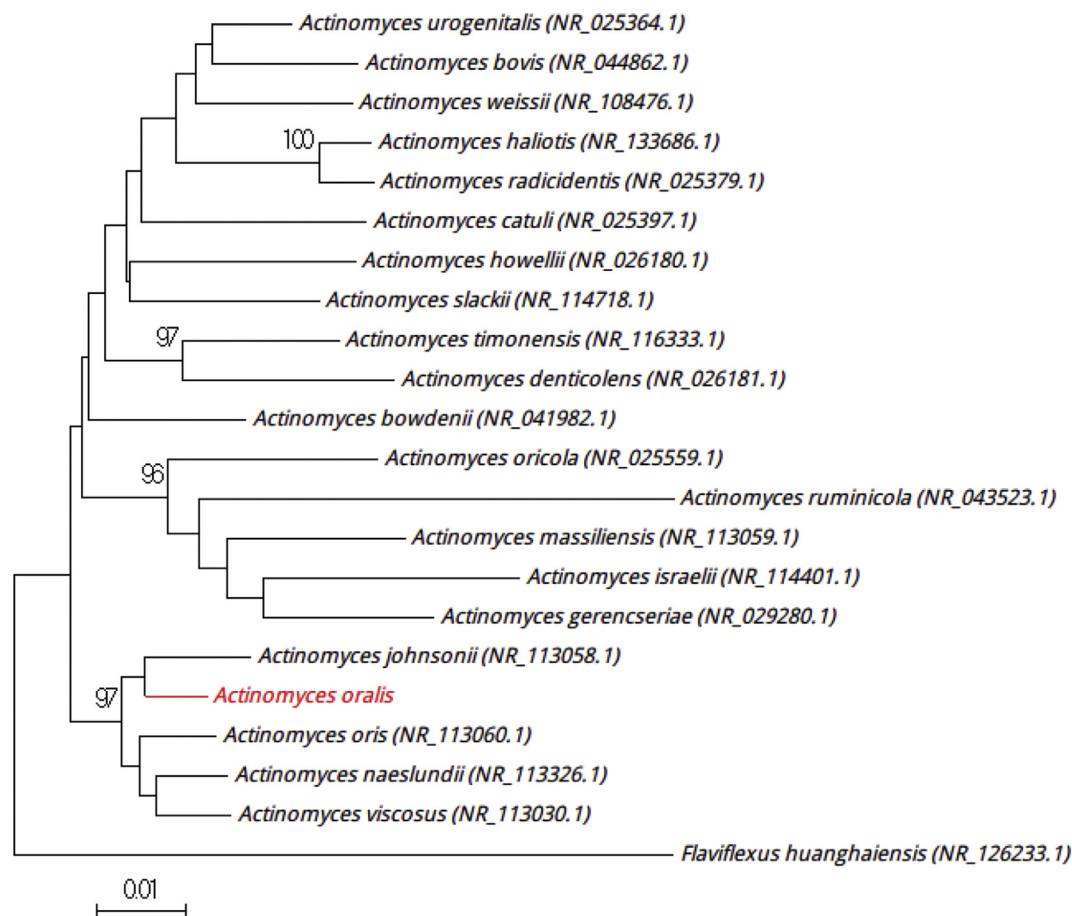 Actinomyces urogenitalis (NR_025364.1)
Actinomyces bovis (NR_044862.1)
Actinomyces weissii (NR_108476.1)
100
Actinomyces haliotis (NR_133686.1)
Actinomyces radicidentis (NR_025379.1)
Actinomyces catuli (NR_025397.1)
Actinomyces howellii (NR_026180.1)
Actinomyces slackii (NR_114718.1)
97
Actinomyces timonensis (NR_116333.1)
Actinomyces denticolens (NR_026181.1)
Actinomyces bowdenii (NR_041982.1)
96
Actinomyces oricola (NR_025559.1)
Actinomyces ruminicola (NR_043523.1)
Actinomyces massiliensis (NR_113059.1)
Actinomyces israelii (NR_114401.1)
Actinomyces gerencseriae (NR_029280.1)
Actinomyces johnsonii (NR_113058.1)
97
Actinomyces oralis
Actinomyces oris (NR_113060.1)
Actinomyces naeslundii (NR_113326.1)
Actinomyces viscosus (NR_113030.1)
Flaviflexus huanghaiensis (NR_126233.1)
0.01